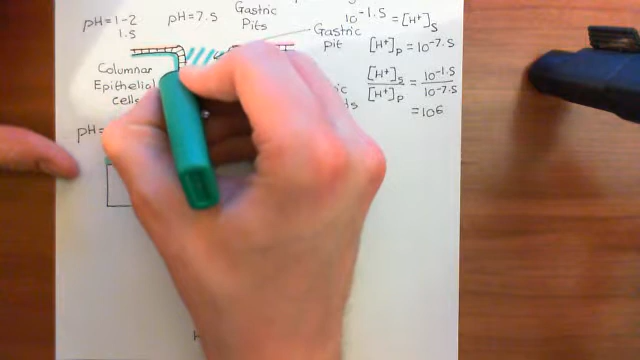 pH=1-2
1.5
pH=7.5
Gastric
Pits
10^-1.5 = [H+]S
Gastric
pit
[H+]P = 10^-7.5
Columnar
Epithelial
cells
[H+]S / [H+]P = 10^-1.5 / 10^-7.5
= 10^6
pH=